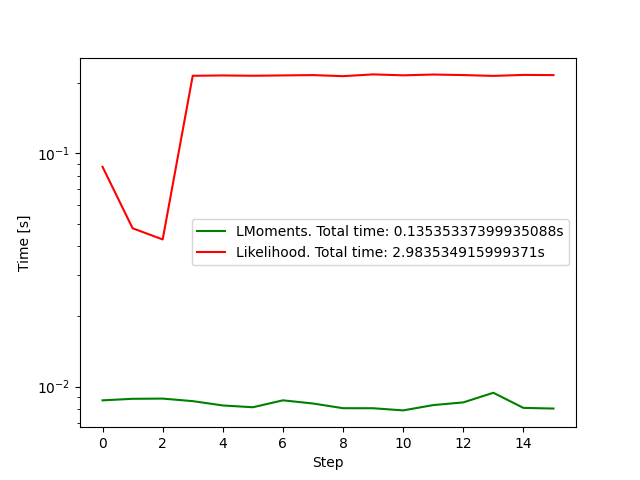 Time [s]
10⁻¹
10⁻²
LMoments. Total time: 0.13535337399935088s
Likelihood. Total time: 2.983534915999371s
0 2 4 6 8 10 12 14
Step